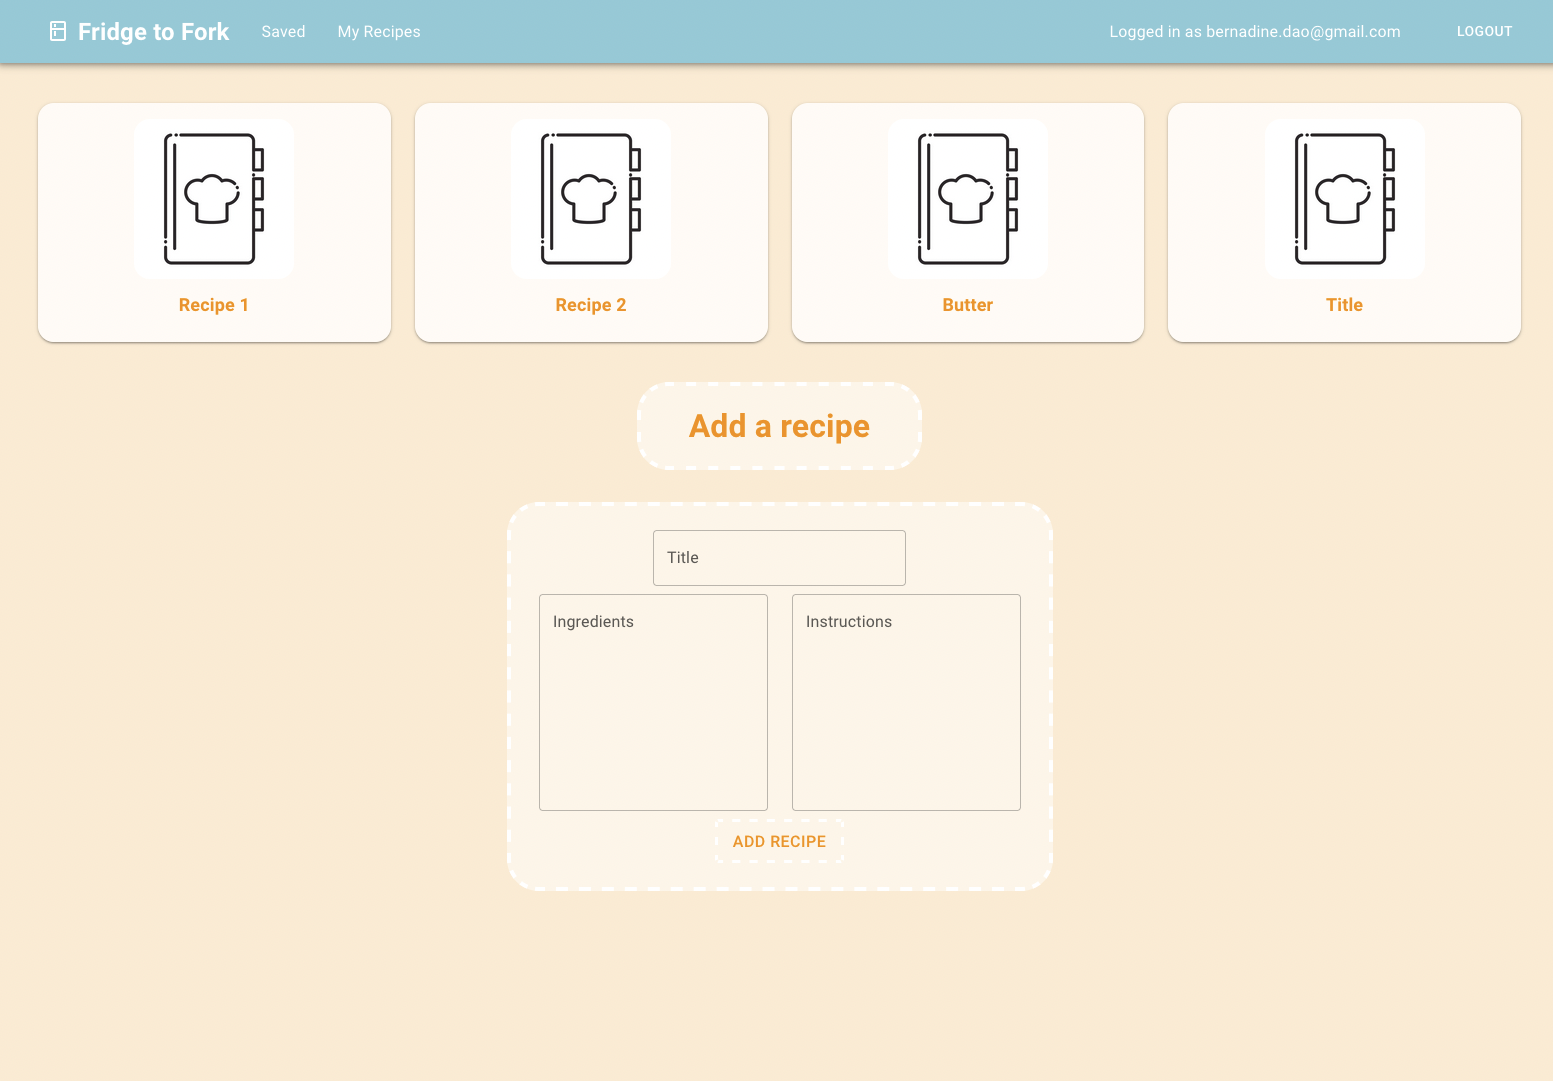 Fridge to Fork Saved My Recipes Logged in as bernadine.dao@gmail.com LOGOUT
Recipe 1 Recipe 2 Butter Title
Add a recipe
Title
Ingredients Instructions
ADD RECIPE